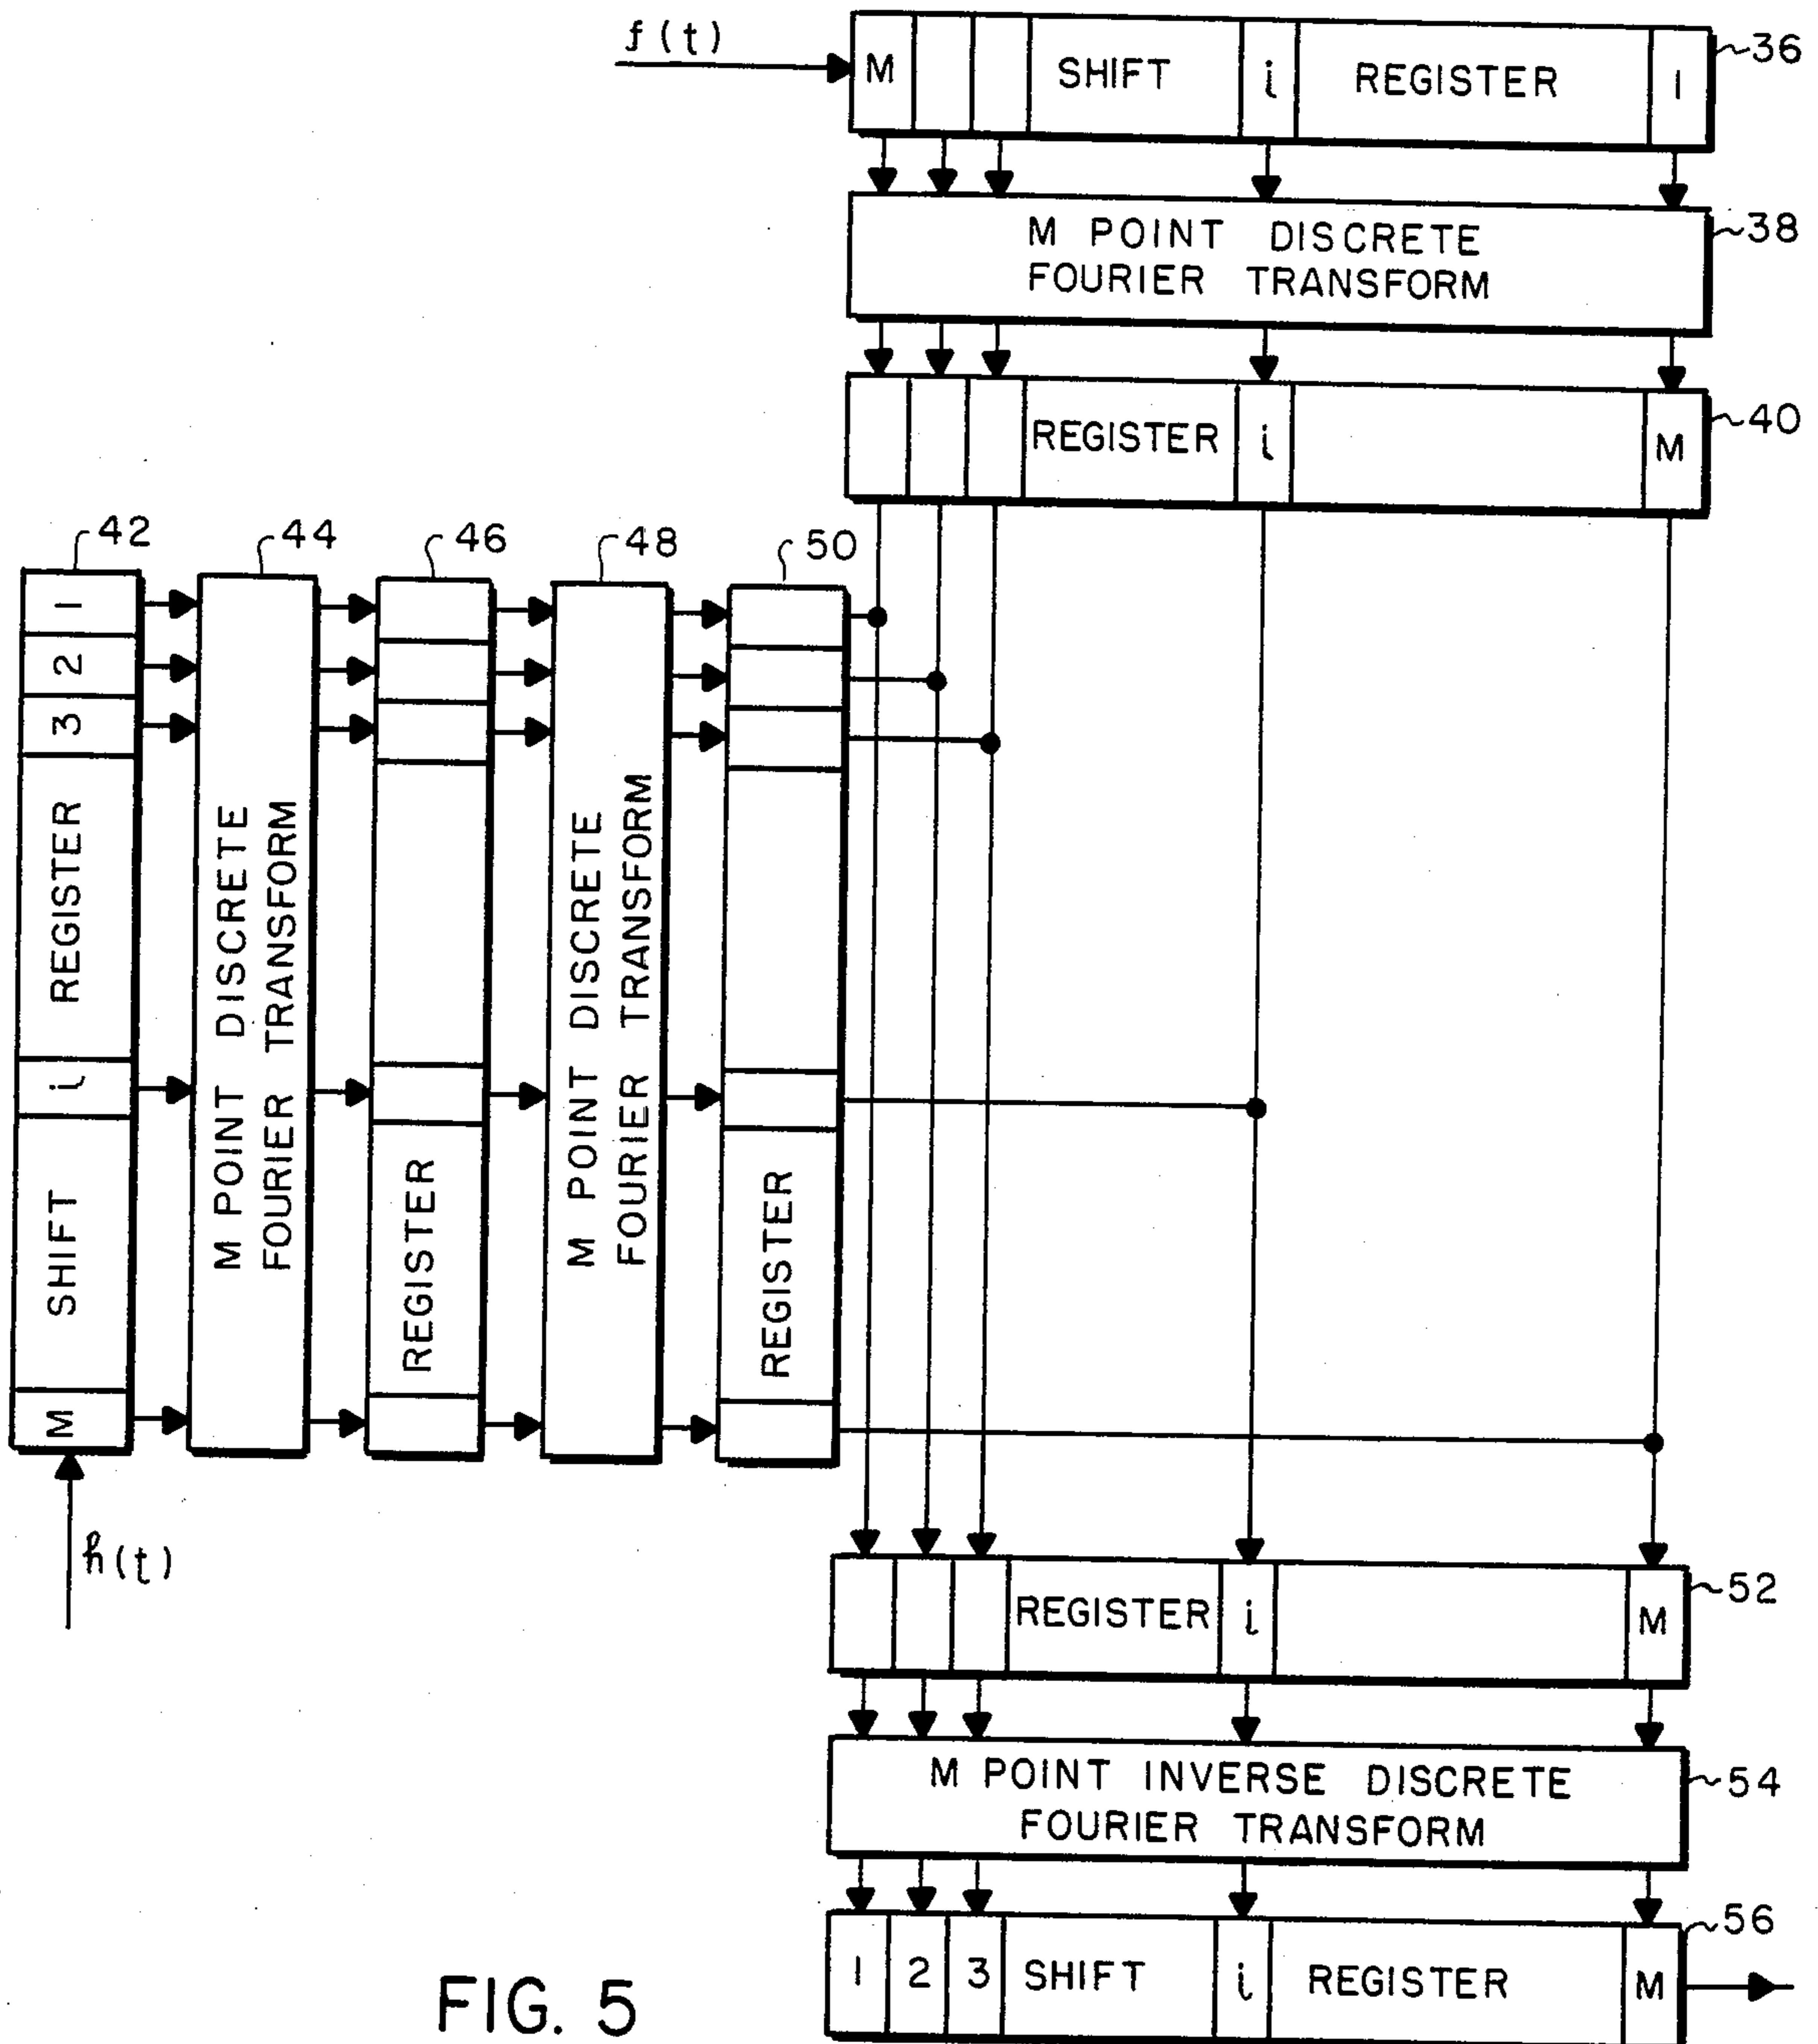 f(t)
M SHIFT i REGISTER 1
36
M POINT DISCRETE
FOURIER TRANSFORM
38
REGISTER i M
40
42
44
46
48
50
1
2
3
SHIFT i REGISTER
M
M POINT DISCRETE
FOURIER TRANSFORM
REGISTER
M POINT DISCRETE
FOURIER TRANSFORM
REGISTER
h(t)
REGISTER i M
52
M POINT INVERSE DISCRETE
FOURIER TRANSFORM
54
1 2 3 SHIFT i REGISTER M
56
FIG. 5